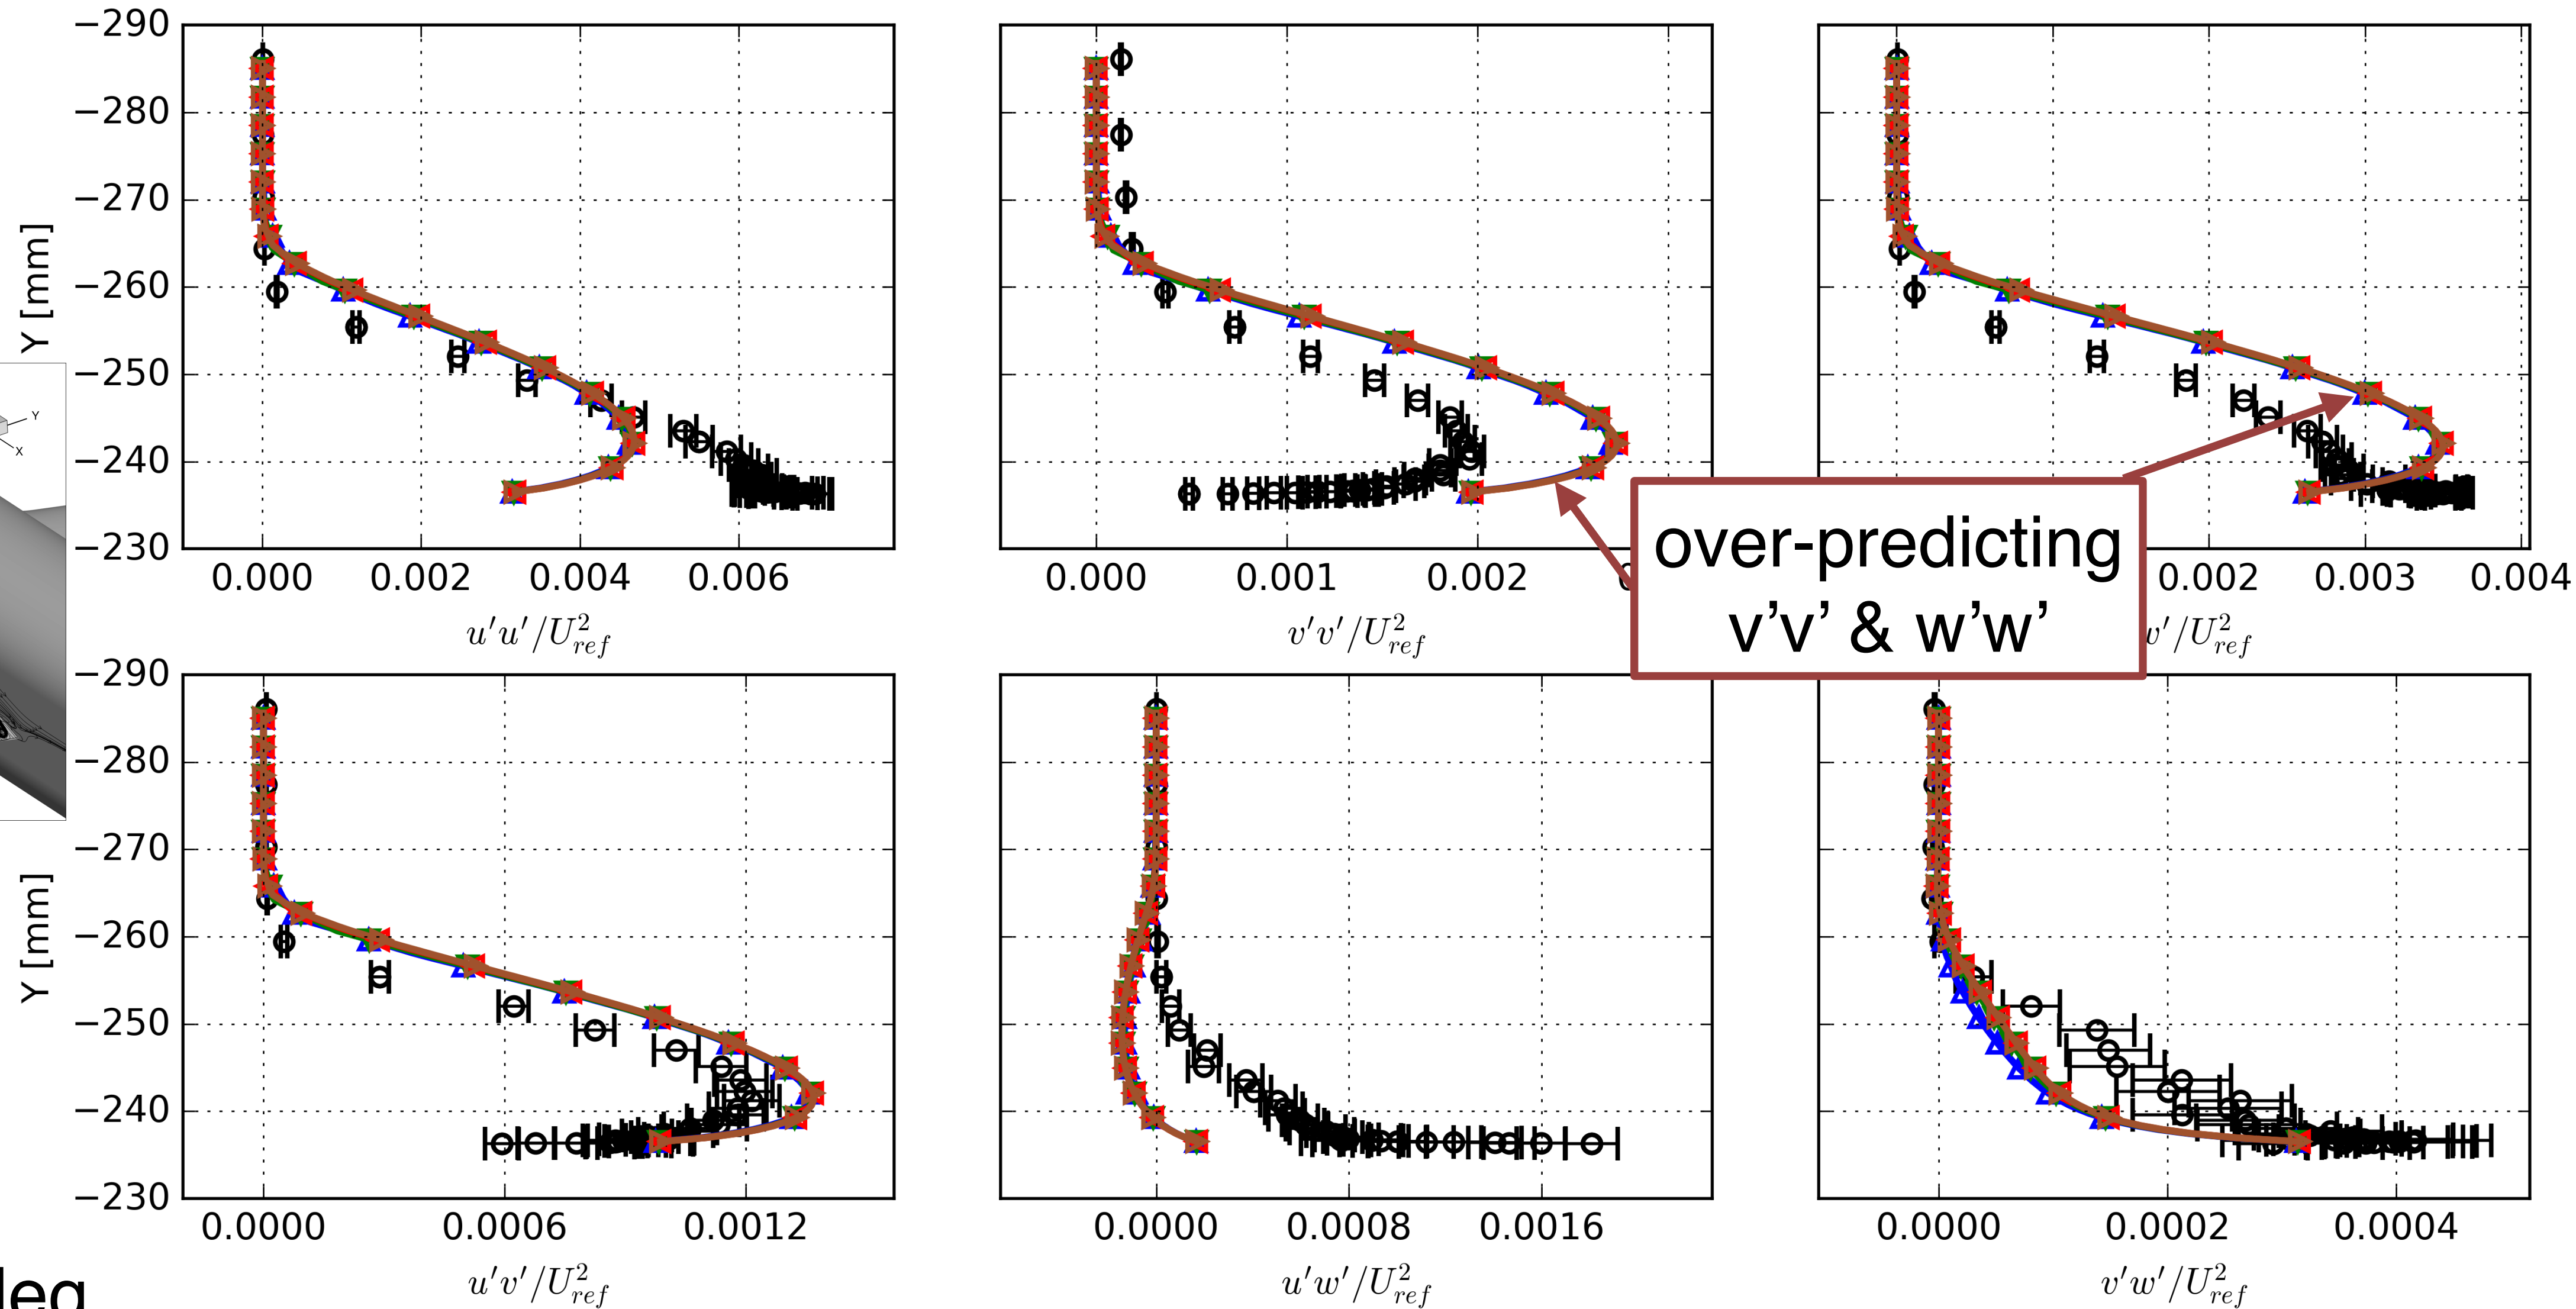 −290
−280
−270
−260
−250
−240
−230
Y [mm]
0.000 0.002 0.004 0.006
u'u'/U²ref
0.000 0.001 0.002
v'v'/U²ref
0.002 0.003 0.004
w'/U²ref
over-predicting
v’v’ & w’w’
Y
X
−290
−280
−270
−260
−250
−240
−230
Y [mm]
0.0000 0.0006 0.0012
u'v'/U²ref
0.0000 0.0008 0.0016
u'w'/U²ref
0.0000 0.0002 0.0004
v'w'/U²ref